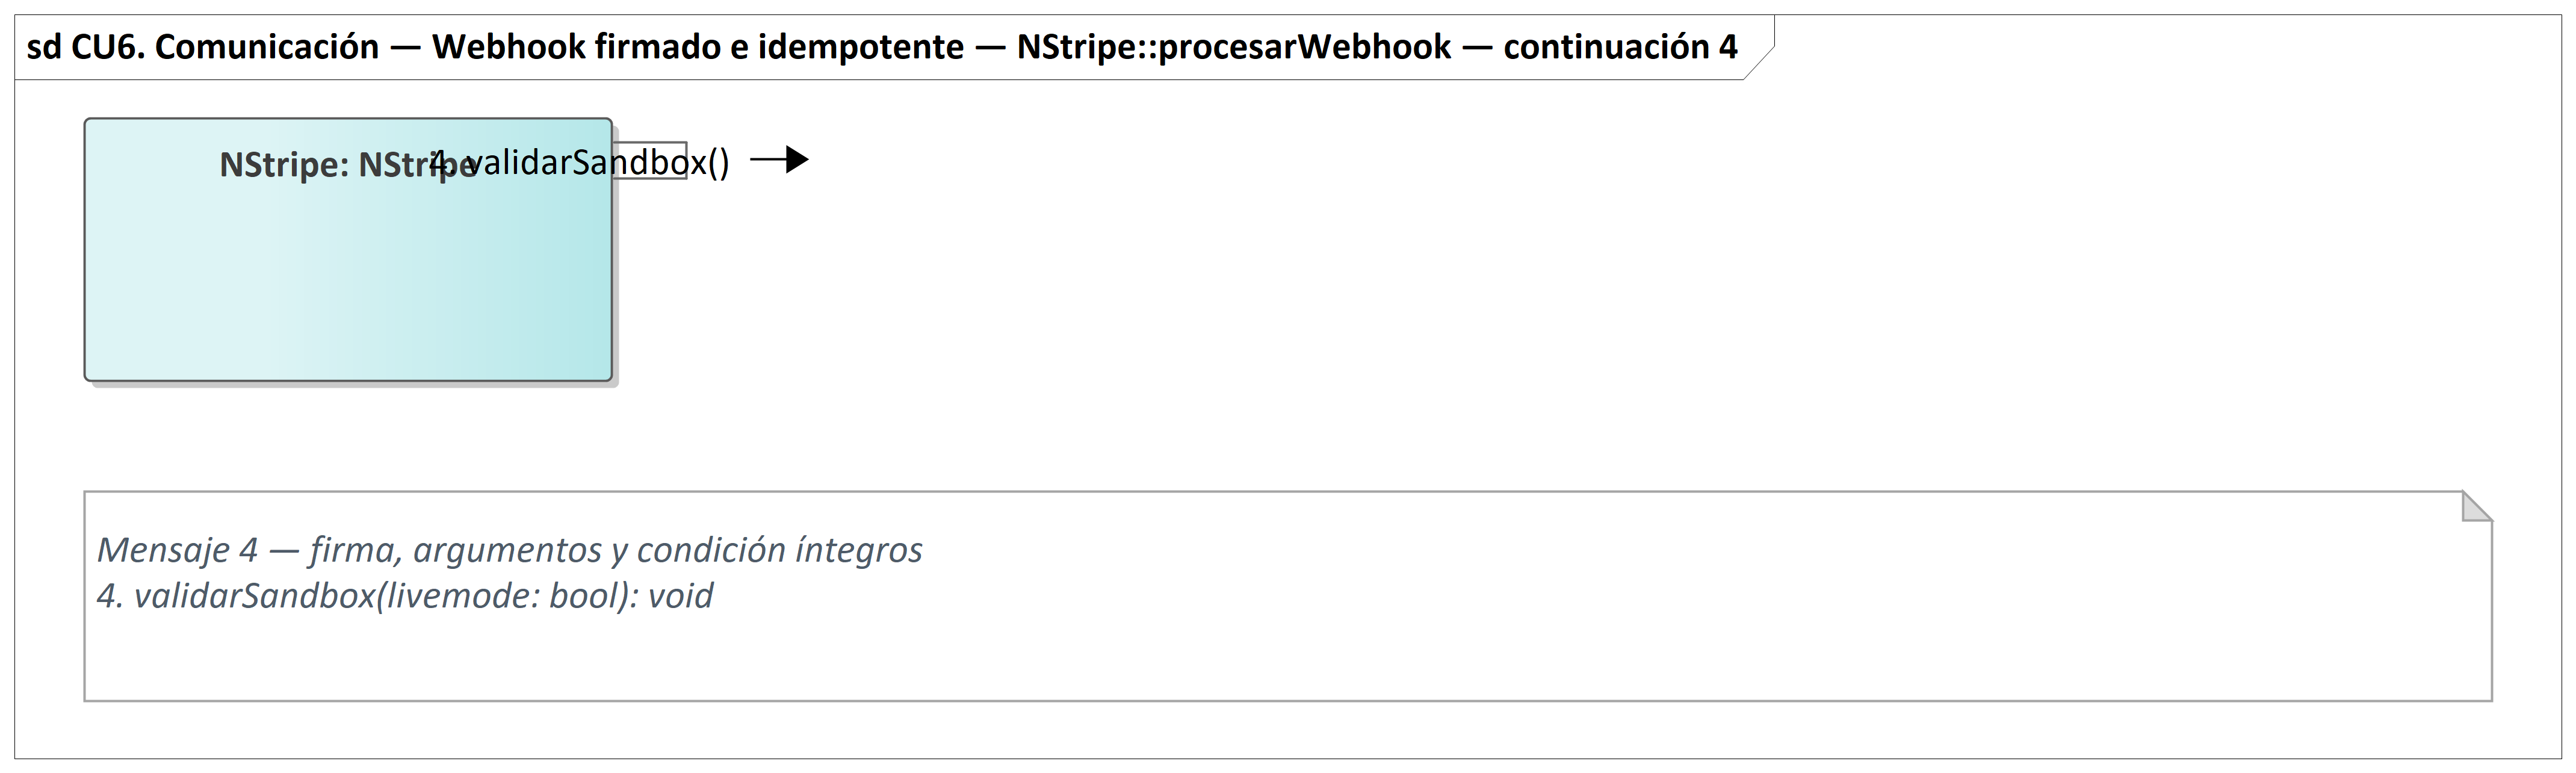 sd CU6. Comunicación — Webhook firmado e idempotente — NStripe::procesarWebhook — continuación 4
NStripe: NStripe
4. validarSandbox()
Mensaje 4 — firma, argumentos y condición íntegros
4. validarSandbox(livemode: bool): void